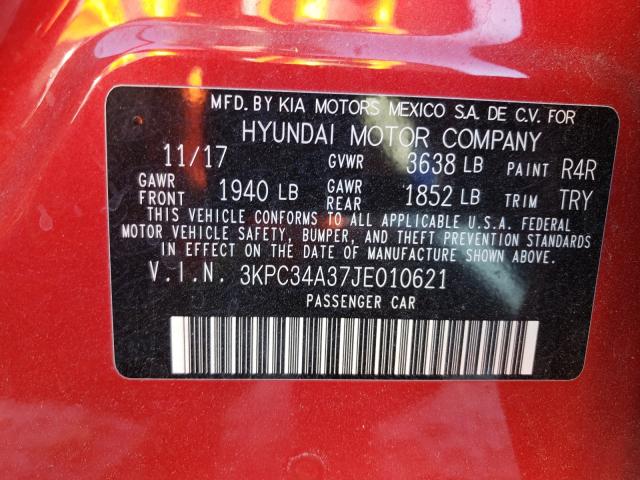 MFD. BY KIA MOTORS MEXICO S.A. DE C.V. FOR
HYUNDAI MOTOR COMPANY
11/17 GVWR 3638 LB PAINT R4R
GAWR FRONT 1940 LB GAWR REAR 1852 LB TRIM TRY
THIS VEHICLE CONFORMS TO ALL APPLICABLE U.S.A. FEDERAL
MOTOR VEHICLE SAFETY, BUMPER, AND THEFT PREVENTION STANDARDS
IN EFFECT ON THE DATE OF MANUFACTURE SHOWN ABOVE.
V.I.N. 3KPC34A37JE010621
PASSENGER CAR